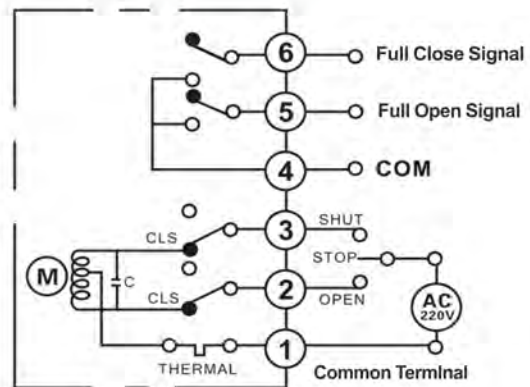 6 Full Close Signal
5 Full Open Signal
4 COM
3 SHUT
CLS
STOP
M
C
2 OPEN
CLS
AC
220V
1
THERMAL
Common Terminal